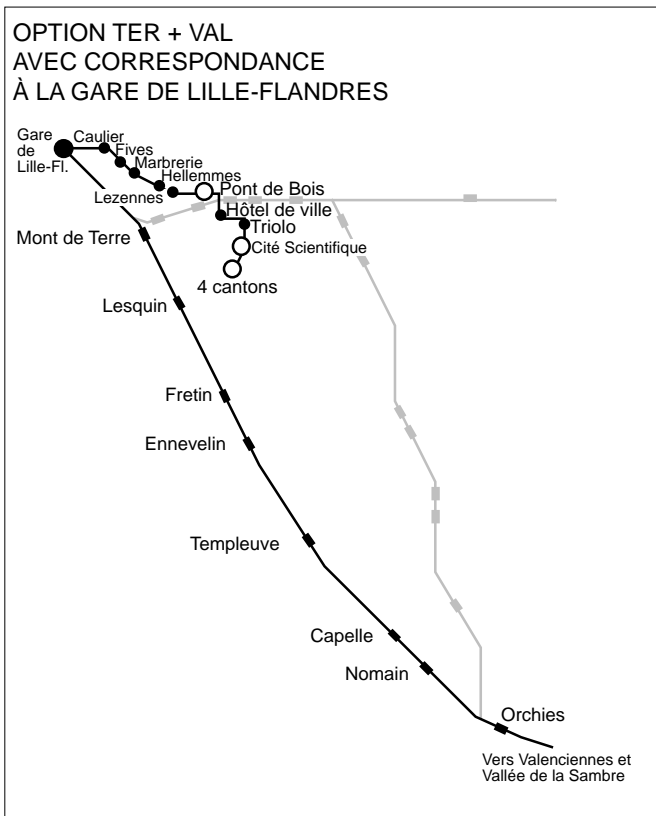 OPTION TER + VAL
AVEC CORRESPONDANCE
À LA GARE DE LILLE-FLANDRES
Gare
de
Lille-Fl.
Caulier
Fives
Marbrerie
Hellemmes
Lezennes
Pont de Bois
Hôtel de ville
Triolo
Cité Scientifique
4 cantons
Mont de Terre
Lesquin
Fretin
Ennevelin
Templeuve
Capelle
Nomain
Orchies
Vers Valenciennes et
Vallée de la Sambre